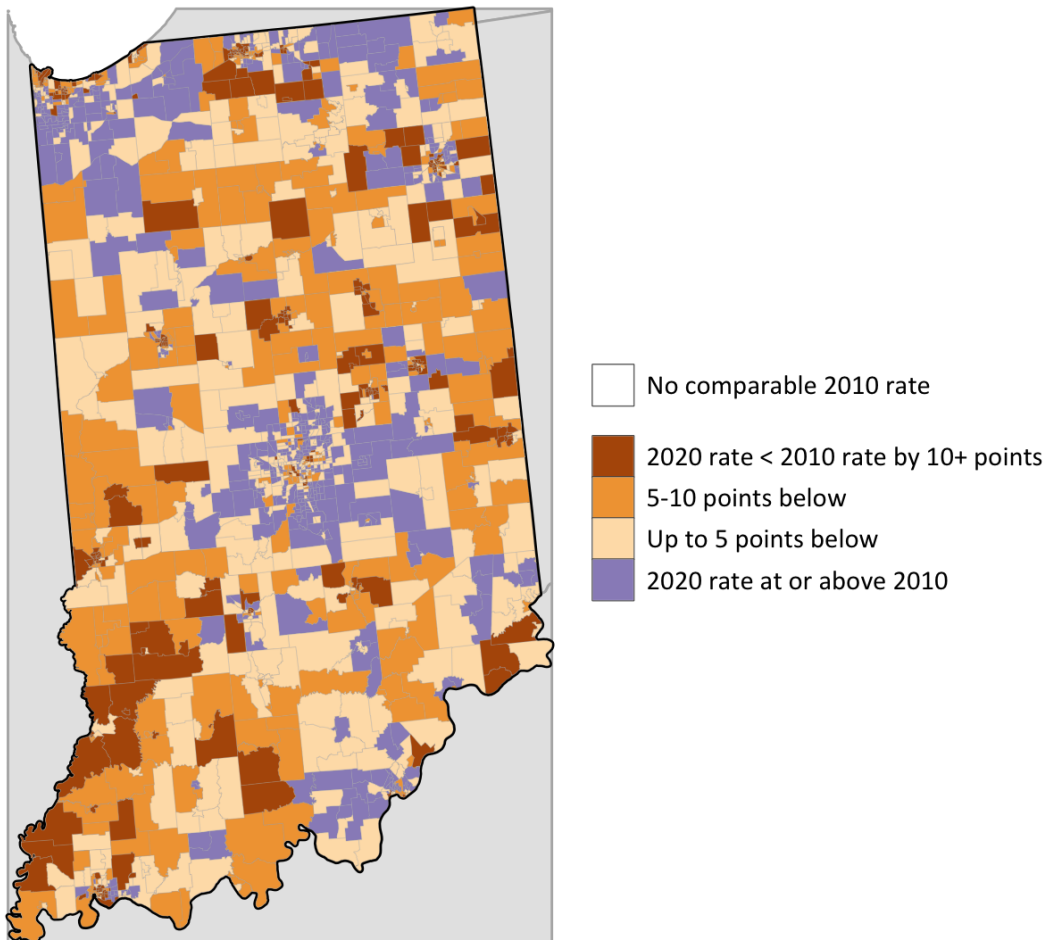 No comparable 2010 rate
2020 rate < 2010 rate by 10+ points
5-10 points below
Up to 5 points below
2020 rate at or above 2010